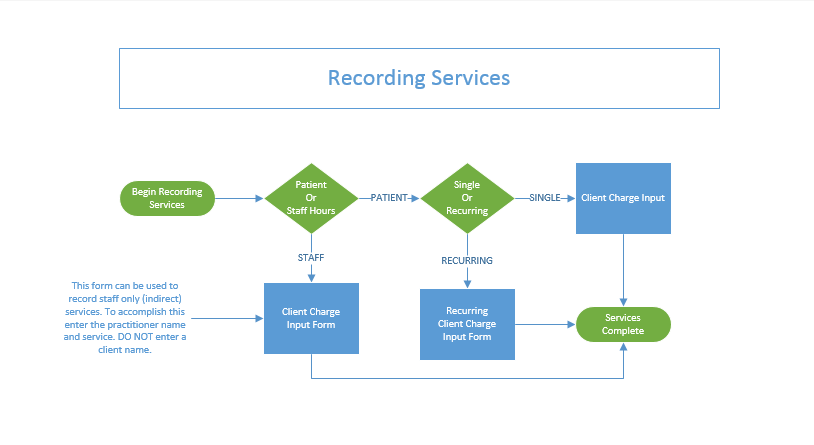 Recording Services
Begin Recording
Services
Patient
Or
Staff Hours
PATIENT
Single
Or
Recurring
SINGLE
Client Charge Input
STAFF
RECURRING
This form can be used to
record staff only (indirect)
services. To accomplish this
enter the practitioner name
and service. DO NOT enter a
client name.
Client Charge
Input Form
Recurring
Client Charge
Input Form
Services
Complete